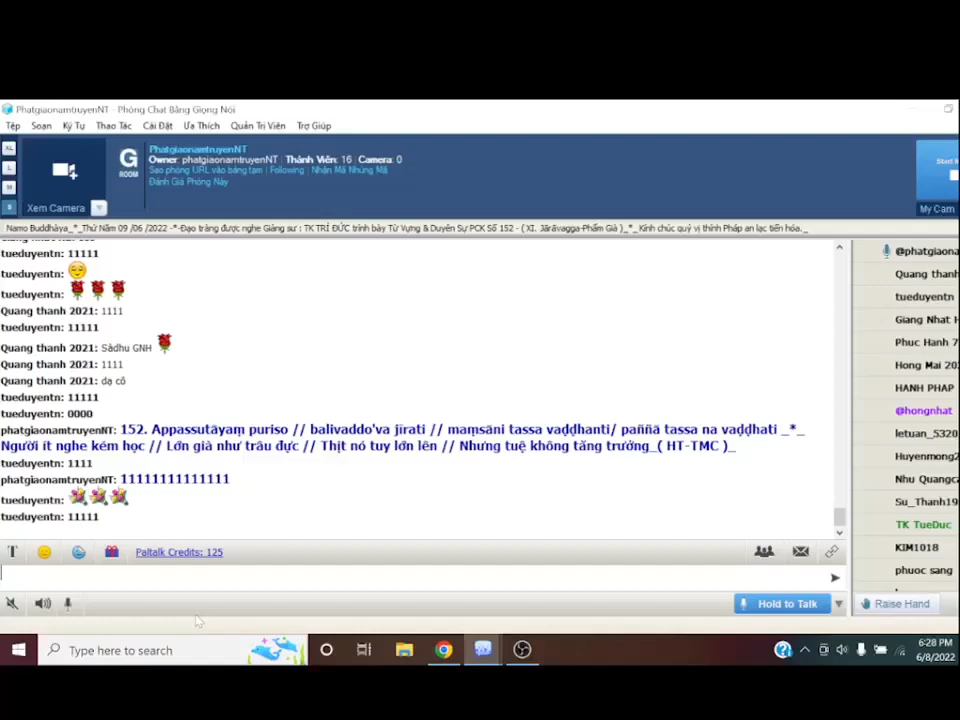 PhatgiaonamtruyenNT - Phòng Chat Bằng Giọng Nói
Tệp Soạn Ký Tự Thao Tác Cài Đặt Ưa Thích Quản Trị Viên Trợ Giúp
XL
L
M
S
Xem Camera
G
ROOM
PhatgiaonamtruyenNT
Owner: phatgiaonamtruyenNT | Thành Viên: 16 | Camera: 0
Sao phỏng URL vào bảng tạm | Following | Nhận Mã Nhúng Mã
Đánh Giá Phòng Này
My Cam
Namo Buddhàya_*_Thứ Năm 09 /06 /2022 -*-Đạo tràng được nghe Giảng sư : TK TRÍ ĐỨC trình bày Từ Vựng & Duyên Sự PCK Số 152 - ( XI. Jārāvagga-Phẩm Già )_*_ Kính chúc quý vị thính Pháp an lạc tiến hóa._
tueduyentn: 11111
tueduyentn:
tueduyentn:
Quang thanh 2021: 1111
tueduyentn: 11111
Quang thanh 2021: Sàdhu GNH
Quang thanh 2021: 1111
Quang thanh 2021: dạ cô
tueduyentn: 11111
tueduyentn: 0000
phatgiaonamtruyenNT: 152. Appassutāyaṃ puriso // balivaddo'va jīrati // maṃsāni tassa vaḍḍhanti/ paññā tassa na vaḍḍhati _*_
Người ít nghe kém học // Lớn già như trâu đực // Thịt nó tuy lớn lên // Nhưng tuệ không tăng trưởng_( HT-TMC )_
tueduyentn: 1111
phatgiaonamtruyenNT: 11111111111111
tueduyentn:
tueduyentn: 11111
@phatgiaona
Quang thanh
tueduyentn
Giang Nhat H
Phuc Hanh 7
Hong Mai 202
HANH PHAP
@hongnhat
letuan_5320
Huyenmong2
Nhu Quangca
Su_Thanh19
TK TueDuc
KIM1018
phuoc sang
T Paltalk Credits: 125
Hold to Talk
Raise Hand
Type here to search
6:28 PM
6/8/2022